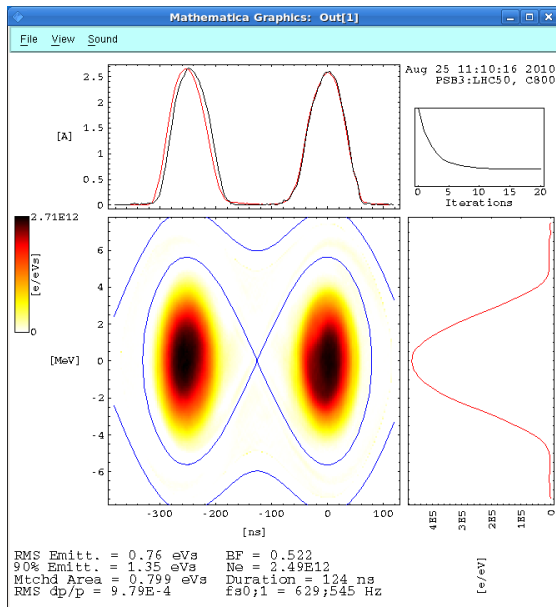 Mathematica Graphics: Out[1]
File View Sound
Aug 25 11:10:16 2010
PSB3:LHC50, C800
2.5
2
1.5
[A]
1
0.5
0
0 5 10 15 20
Iterations
2.71E12
[e/eVs]
0
6
4
2
[MeV] 0
-2
-4
-6
-300 -200 -100 0 100
[ns]
4E5 3E5 2E5 1E5 0
[e/eV]
RMS Emitt. = 0.76 eVs BF = 0.522
90% Emitt. = 1.35 eVs Ne = 2.49E12
Mtchd Area = 0.799 eVs Duration = 124 ns
RMS dp/p = 9.79E-4 fs0;1 = 629;545 Hz